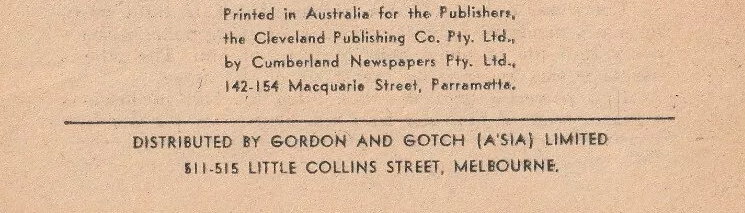 Printed in Australia for the Publishers,
the Cleveland Publishing Co. Pty. Ltd.,
by Cumberland Newspapers Pty. Ltd.,
142-154 Macquarie Street, Parramatta.
DISTRIBUTED BY GORDON AND GOTCH (A'SIA) LIMITED
511-515 LITTLE COLLINS STREET, MELBOURNE.